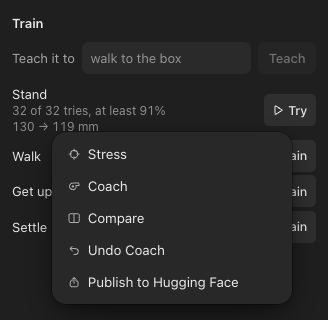 Train
Teach it to walk to the box Teach
Stand
32 of 32 tries, at least 91%
130 → 119 mm
Try
Stress
Walk
Coach
Get up
Compare
Settle
Undo Coach
Publish to Hugging Face